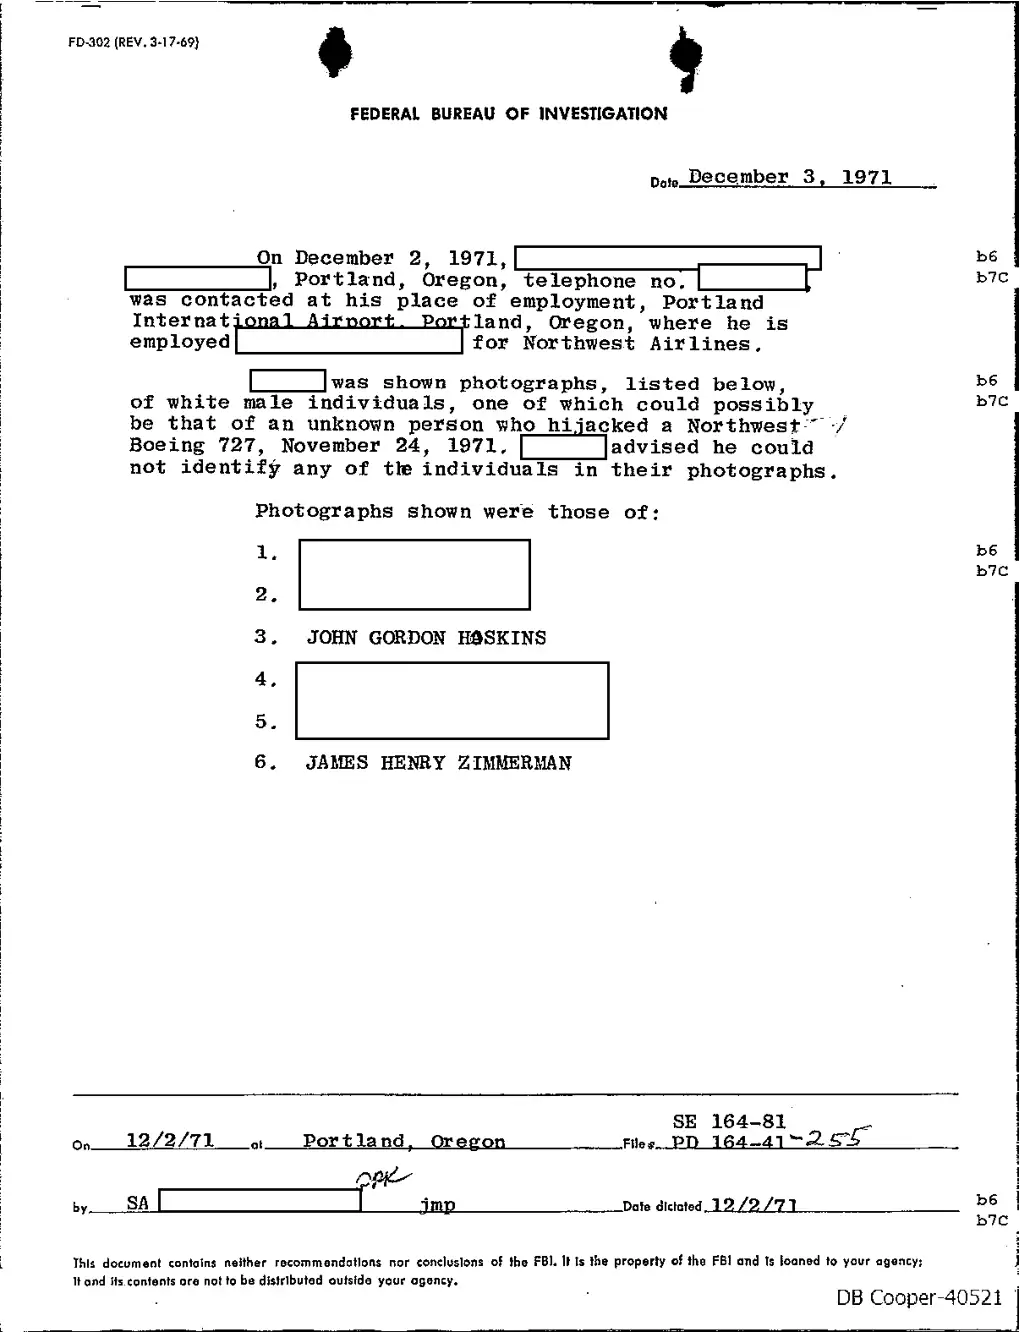 FD-302 (REV. 3-17-69)
FEDERAL BUREAU OF INVESTIGATION
Date December 3, 1971
On December 2, 1971,
b6
, Portland, Oregon, telephone no.
b7C
was contacted at his place of employment, Portland
International Airport, Portland, Oregon, where he is
employed for Northwest Airlines.
was shown photographs, listed below,
b6
of white male individuals, one of which could possibly
b7C
be that of an unknown person who hijacked a Northwest
Boeing 727, November 24, 1971. advised he could
not identify any of the individuals in their photographs.
Photographs shown were those of:
1.
b6
b7C
2.
3. JOHN GORDON HOSKINS
4.
5.
6. JAMES HENRY ZIMMERMAN
SE 164-81
On 12/2/71 at Portland, Oregon Files PD 164-41-255
by SA jmp Date dictated 12/2/71
b6
b7C
This document contains neither recommendations nor conclusions of the FBI. It is the property of the FBI and is loaned to your agency;
it and its contents are not to be distributed outside your agency.
DB Cooper-40521